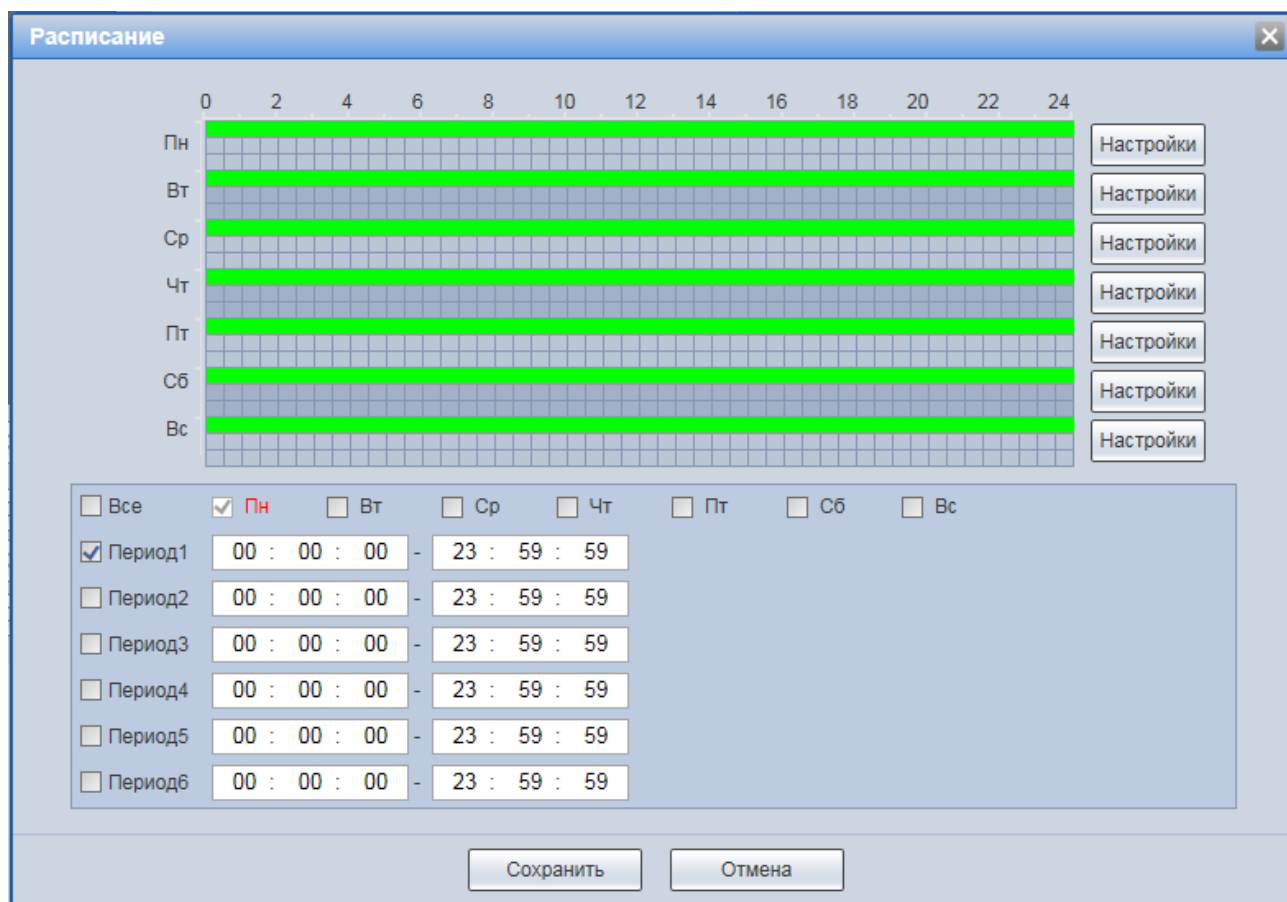 Расписание
0 2 4 6 8 10 12 14 16 18 20 22 24
Пн Настройки
Вт Настройки
Ср Настройки
Чт Настройки
Пт Настройки
Сб Настройки
Вс Настройки
Все Пн Вт Ср Чт Пт Сб Вс
Период1 00 : 00 : 00 - 23 : 59 : 59
Период2 00 : 00 : 00 - 23 : 59 : 59
Период3 00 : 00 : 00 - 23 : 59 : 59
Период4 00 : 00 : 00 - 23 : 59 : 59
Период5 00 : 00 : 00 - 23 : 59 : 59
Период6 00 : 00 : 00 - 23 : 59 : 59
Сохранить Отмена